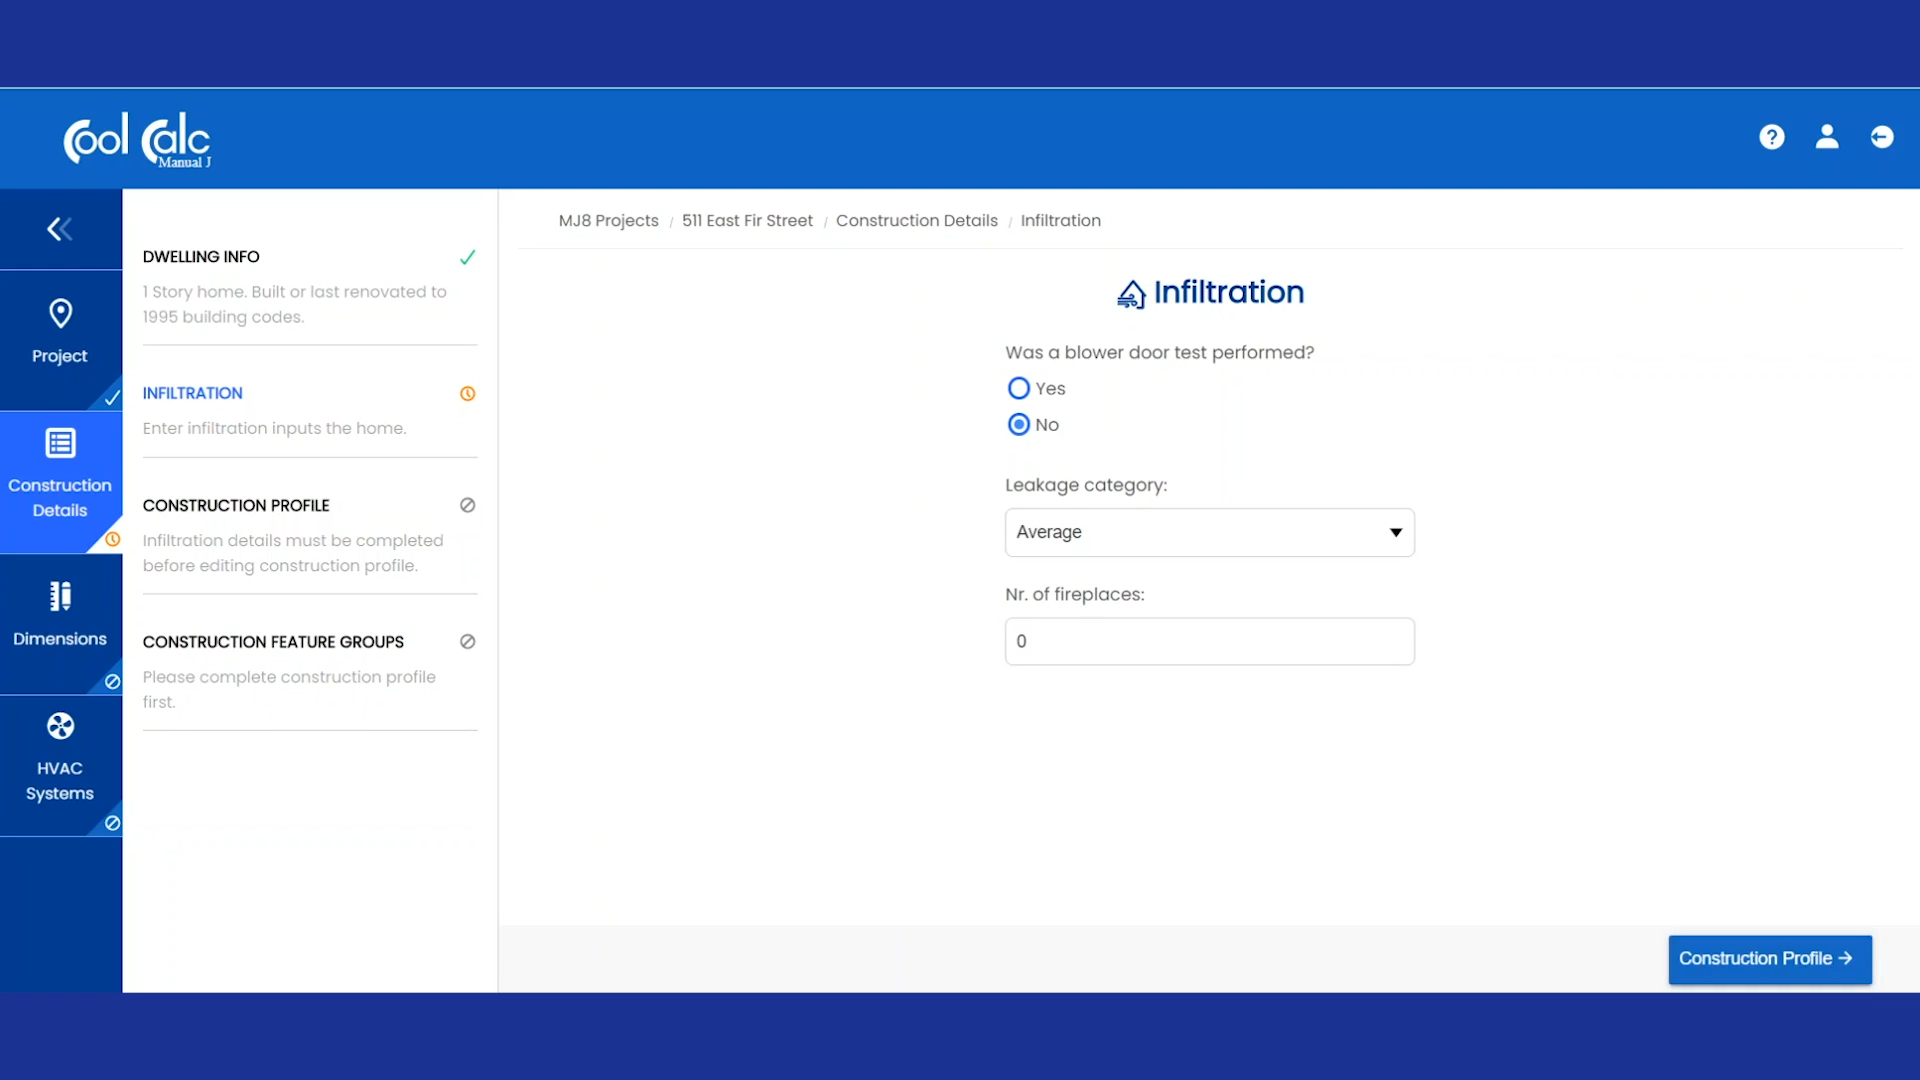 Cool Calc
Manual J
MJ8 Projects / 511 East Fir Street / Construction Details / Infiltration
Project
Construction
Details
Dimensions
HVAC
Systems
DWELLING INFO
1 Story home. Built or last renovated to
1995 building codes.
INFILTRATION
Enter infiltration inputs the home.
CONSTRUCTION PROFILE
Infiltration details must be completed
before editing construction profile.
CONSTRUCTION FEATURE GROUPS
Please complete construction profile
first.
Infiltration
Was a blower door test performed?
Yes
No
Leakage category:
Average
Nr. of fireplaces:
0
Construction Profile →